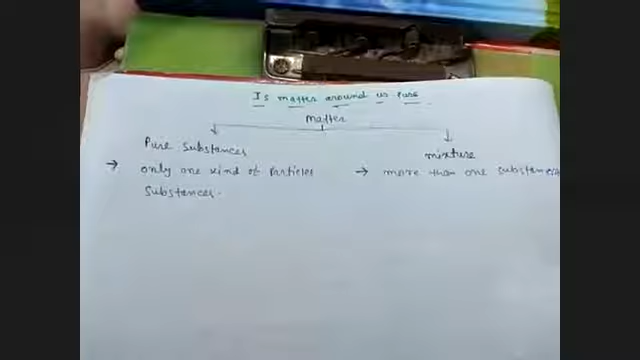 Is matter around us Pure
matter
Pure Substances
mixture
→ only one kind of Particles
→ more than one substances
Substances.